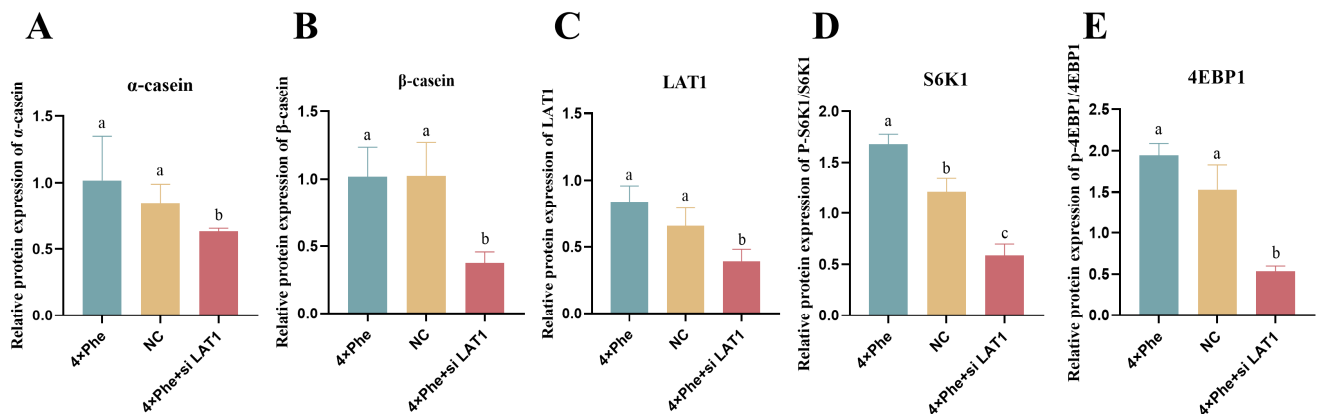 A
α-casein
Relative protein expression of α-casein
1.5
1.0
0.5
0.0
a
a
b
4×Phe
NC
4×Phe+si LAT1
B
β-casein
Relative protein expression of β-casein
1.5
1.0
0.5
0.0
a
a
b
4×Phe
NC
4×Phe+si LAT1
C
LAT1
Relative protein expression of LAT1
1.5
1.0
0.5
0.0
a
a
b
4×Phe
NC
4×Phe+si LAT1
D
S6K1
Relative protein expression of P-S6K1/S6K1
2.0
1.5
1.0
0.5
0.0
a
b
c
4×Phe
NC
4×Phe+si LAT1
E
4EBP1
Relative protein expression of p-4EBP1/4EBP1
2.5
2.0
1.5
1.0
0.5
0.0
a
a
b
4×Phe
NC
4×Phe+si LAT1